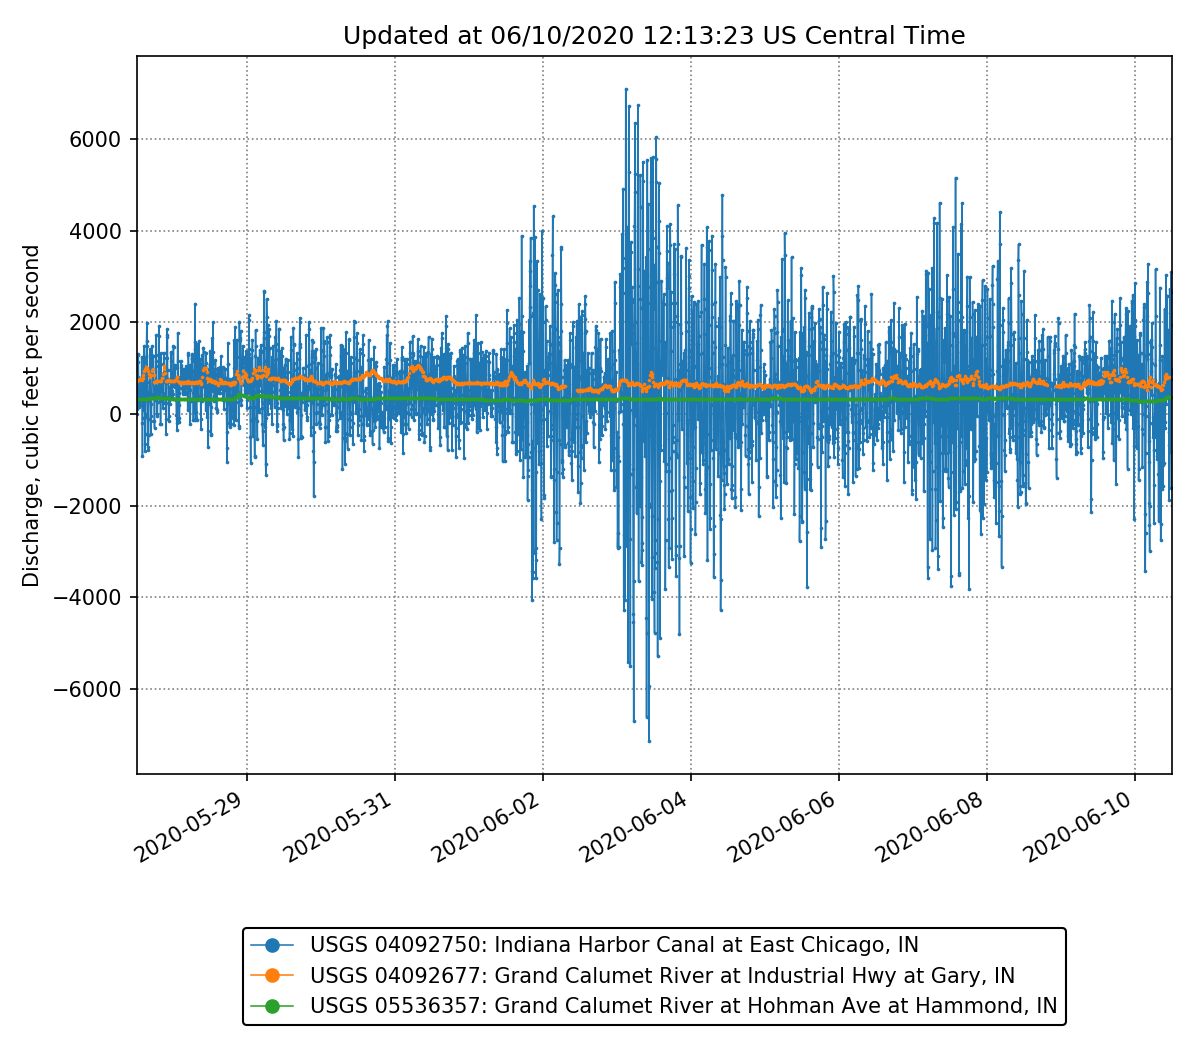 Updated at 06/10/2020 12:13:23 US Central Time
Discharge, cubic feet per second
6000
4000
2000
0
−2000
−4000
−6000
2020-05-29
2020-05-31
2020-06-02
2020-06-04
2020-06-06
2020-06-08
2020-06-10
USGS 04092750: Indiana Harbor Canal at East Chicago, IN
USGS 04092677: Grand Calumet River at Industrial Hwy at Gary, IN
USGS 05536357: Grand Calumet River at Hohman Ave at Hammond, IN